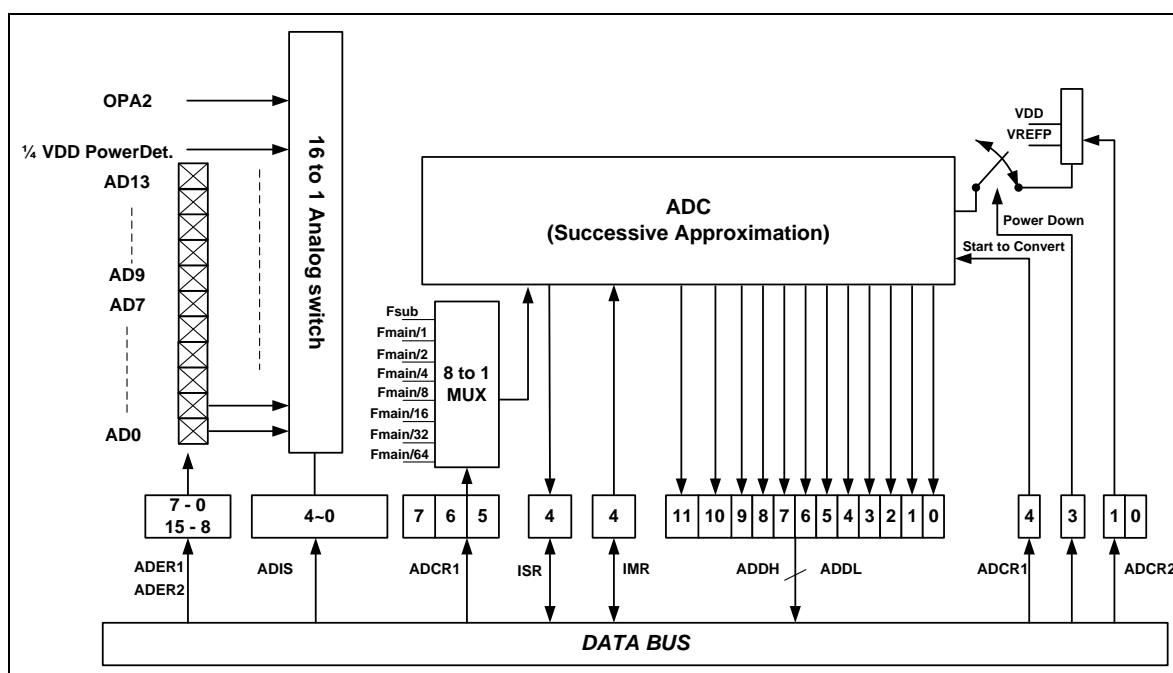 OPA2
¼ VDD PowerDet.
AD13
AD9
AD7
AD0
16 to 1 Analog switch
ADC
(Successive Approximation)
VDD
VREFP
Power Down
Start to Convert
Fsub
Fmain/1
Fmain/2
Fmain/4
Fmain/8
Fmain/16
Fmain/32
Fmain/64
8 to 1
MUX
7 - 0
15 - 8
4~0
7 6 5
4
4
11 10 9 8 7 6 5 4 3 2 1 0
4
3
1 0
ADER1
ADER2
ADIS
ADCR1
ISR
IMR
ADDH
ADDL
ADCR1
ADCR2
DATA BUS